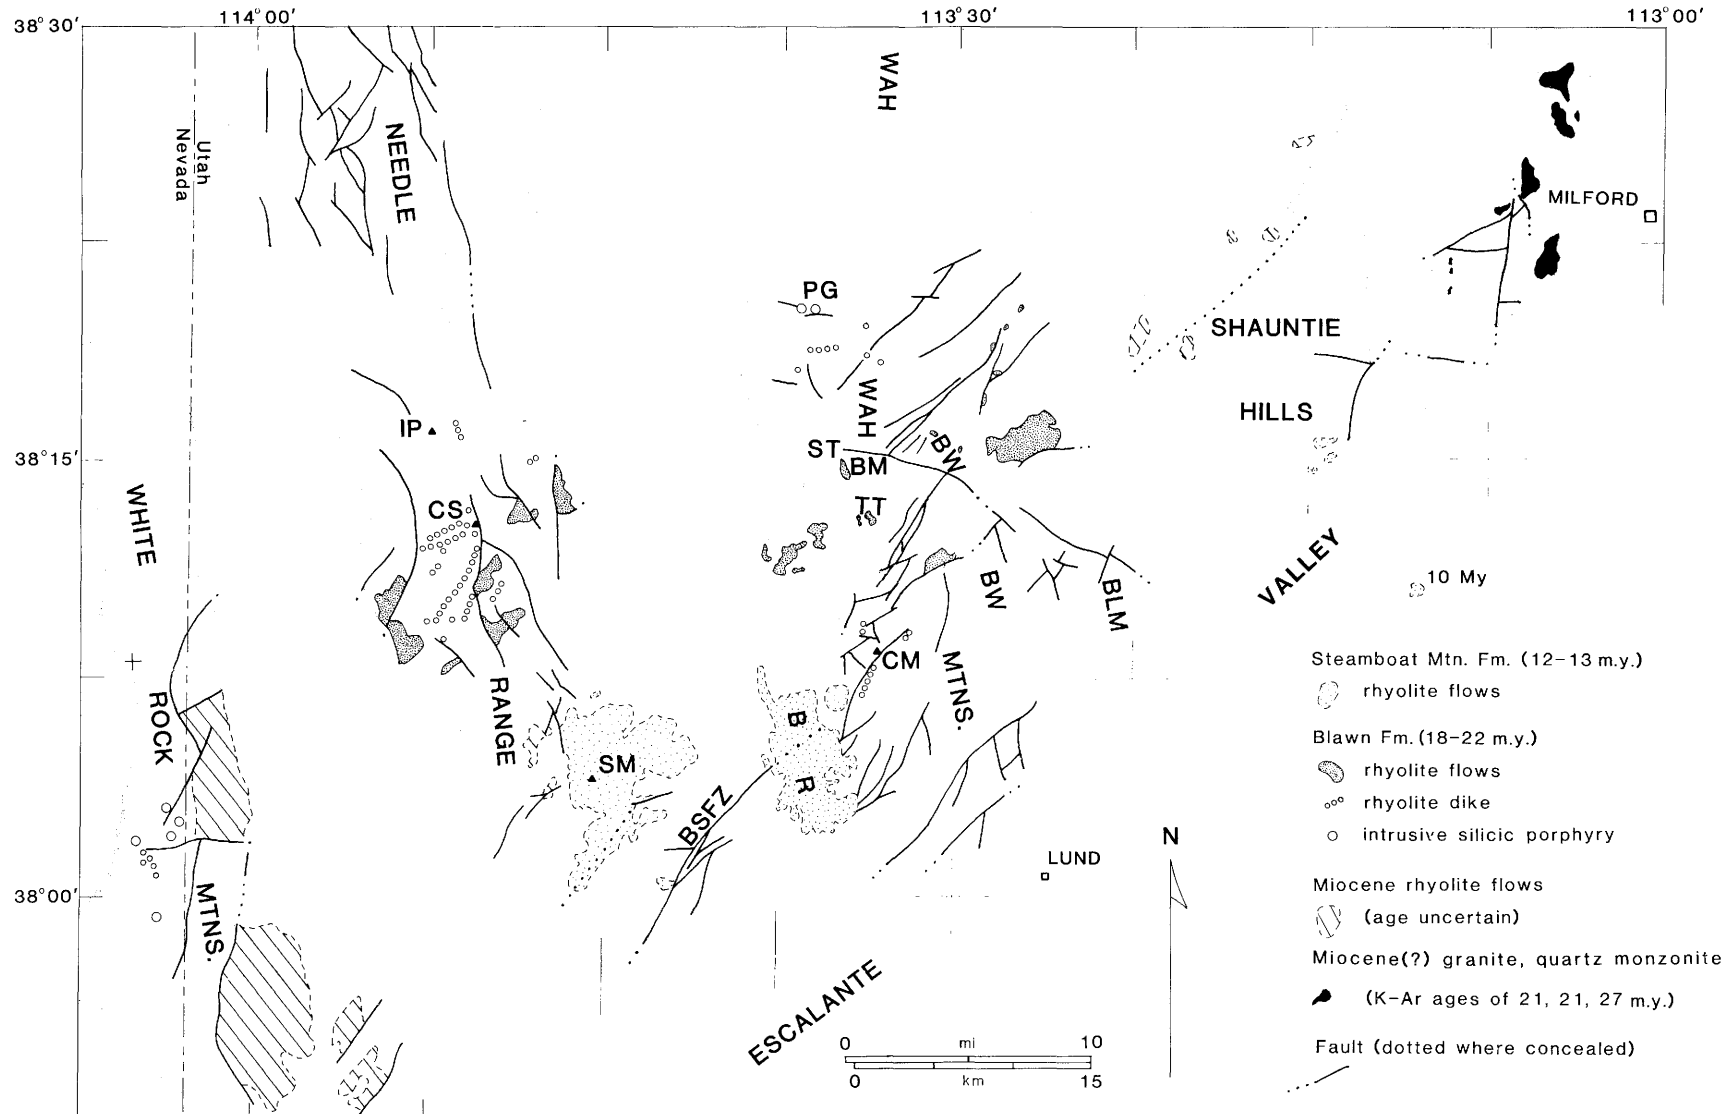 114°00′
113°30′
113°00′
38°30′
WAH
NEEDLE
Utah
Nevada
MILFORD
PG
SHAUNTIE
WAH
HILLS
IP
ST
BW
38°15′
BM
WHITE
CS
TT
VALLEY
BW
BLM
10 My
CM
MTNS.
ROCK
RANGE
B
R
SM
BSFZ
N
LUND
38°00′
MTNS.
ESCALANTE
0 mi 10
0 km 15
Steamboat Mtn. Fm. (12-13 m.y.)
rhyolite flows
Blawn Fm. (18-22 m.y.)
rhyolite flows
rhyolite dike
intrusive silicic porphyry
Miocene rhyolite flows
(age uncertain)
Miocene(?) granite, quartz monzonite
(K-Ar ages of 21, 21, 27 m.y.)
Fault (dotted where concealed)